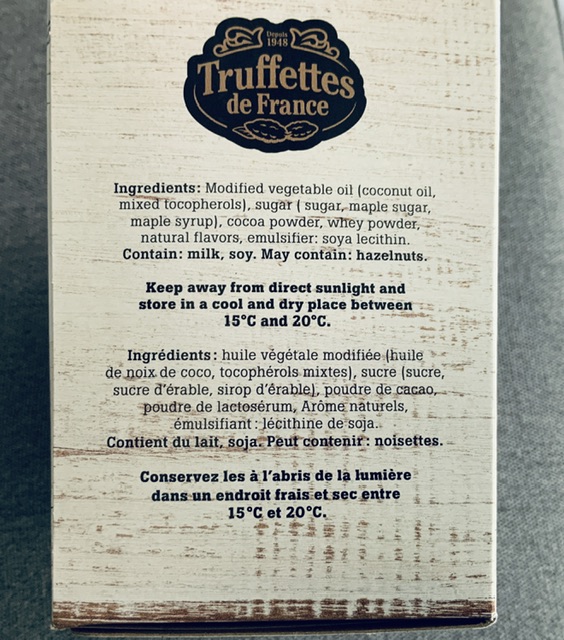 Depuis
1948
Truffettes
de France
Ingredients: Modified vegetable oil (coconut oil,
mixed tocopherols), sugar ( sugar, maple sugar,
maple syrup), cocoa powder, whey powder,
natural flavors, emulsifier: soya lecithin.
Contain: milk, soy. May contain: hazelnuts.
Keep away from direct sunlight and
store in a cool and dry place between
15°C and 20°C.
Ingrédients: huile végétale modifiée (huile
de noix de coco, tocophérols mixtes), sucre (sucre,
sucre d'érable, sirop d'érable), poudre de cacao,
poudre de lactosérum, Arôme naturels,
émulsifiant: lécithine de soja.
Contient du lait, soja. Peut contenir: noisettes.
Conservez les à l'abris de la lumière
dans un endroit frais et sec entre
15°C et 20°C.